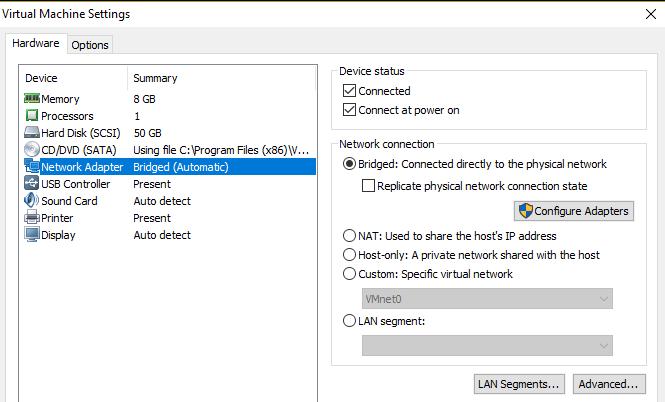 Virtual Machine Settings
Hardware Options
Device Summary
Memory 8 GB
Processors 1
Hard Disk (SCSI) 50 GB
CD/DVD (SATA) Using file C:\Program Files (x86)\V...
Network Adapter Bridged (Automatic)
USB Controller Present
Sound Card Auto detect
Printer Present
Display Auto detect
Device status
Connected
Connect at power on
Network connection
Bridged: Connected directly to the physical network
Replicate physical network connection state
Configure Adapters
NAT: Used to share the host's IP address
Host-only: A private network shared with the host
Custom: Specific virtual network
VMnet0
LAN segment:
LAN Segments... Advanced...